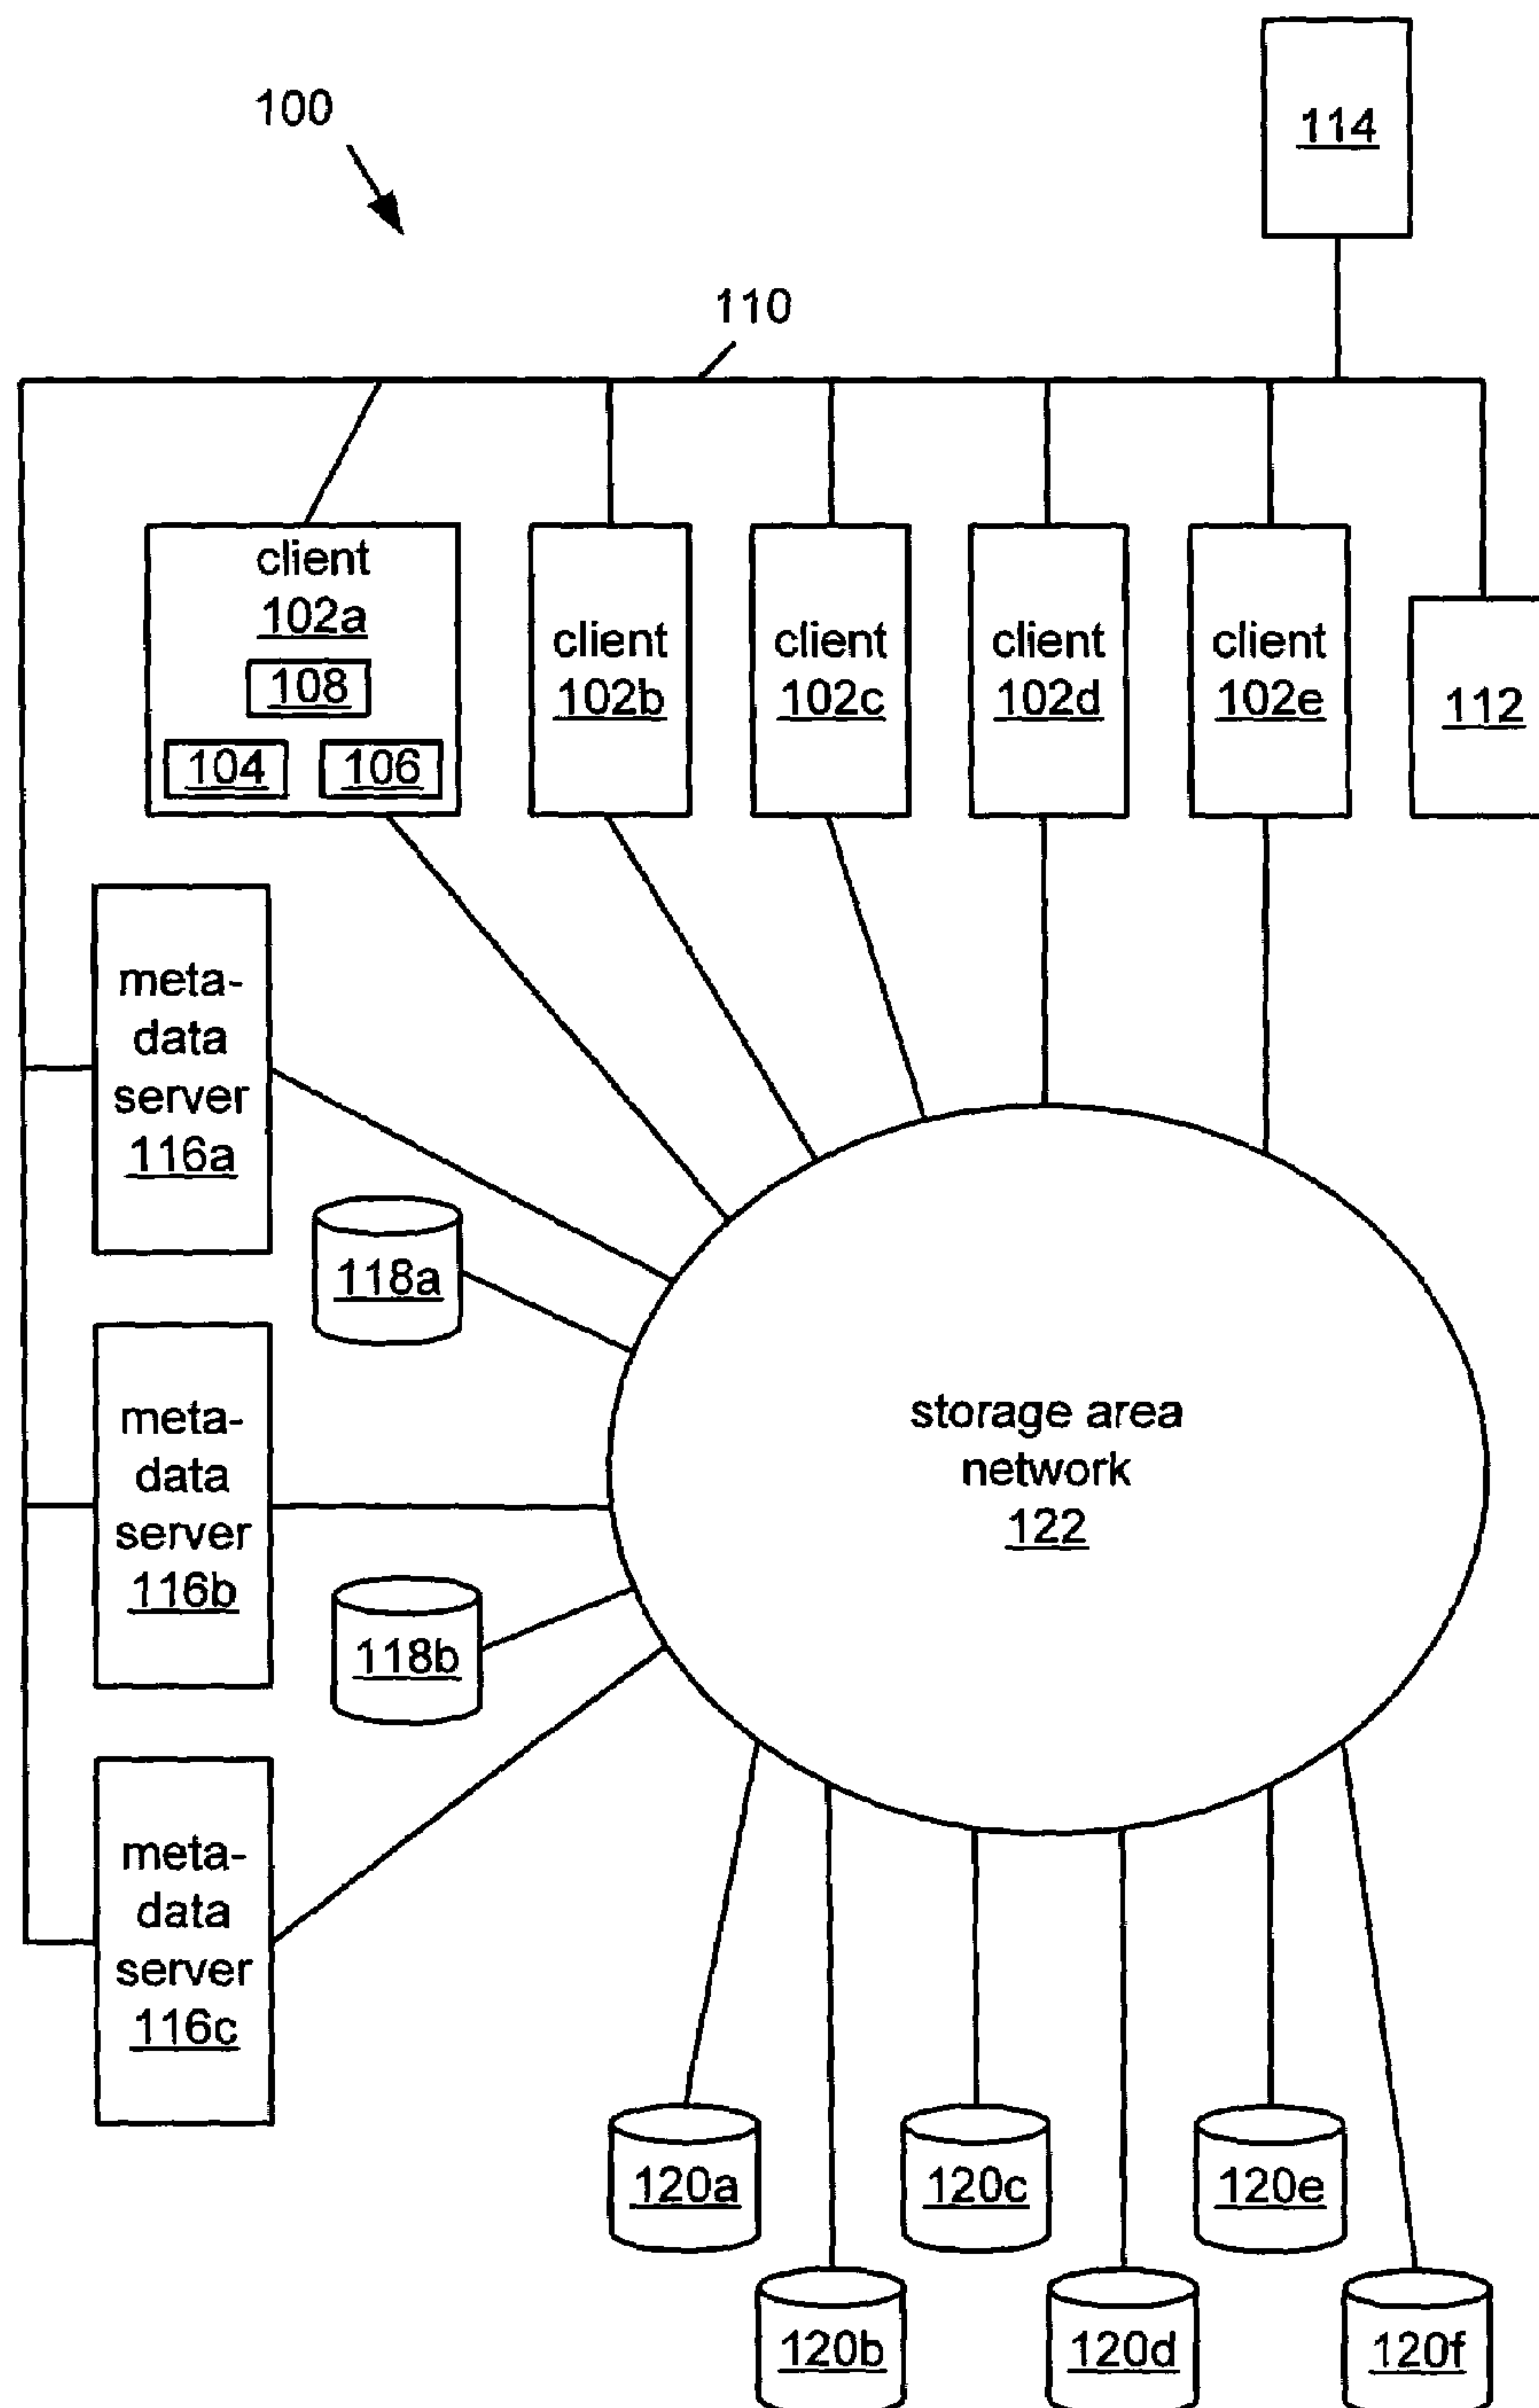 114
100
110
client
102a
108
104
106
client
102b
client
102c
client
102d
client
102e
112
meta-
data
server
116a
118a
meta-
data
server
116b
118b
storage area
network
122
meta-
data
server
116c
120a
120c
120e
120b
120d
120f